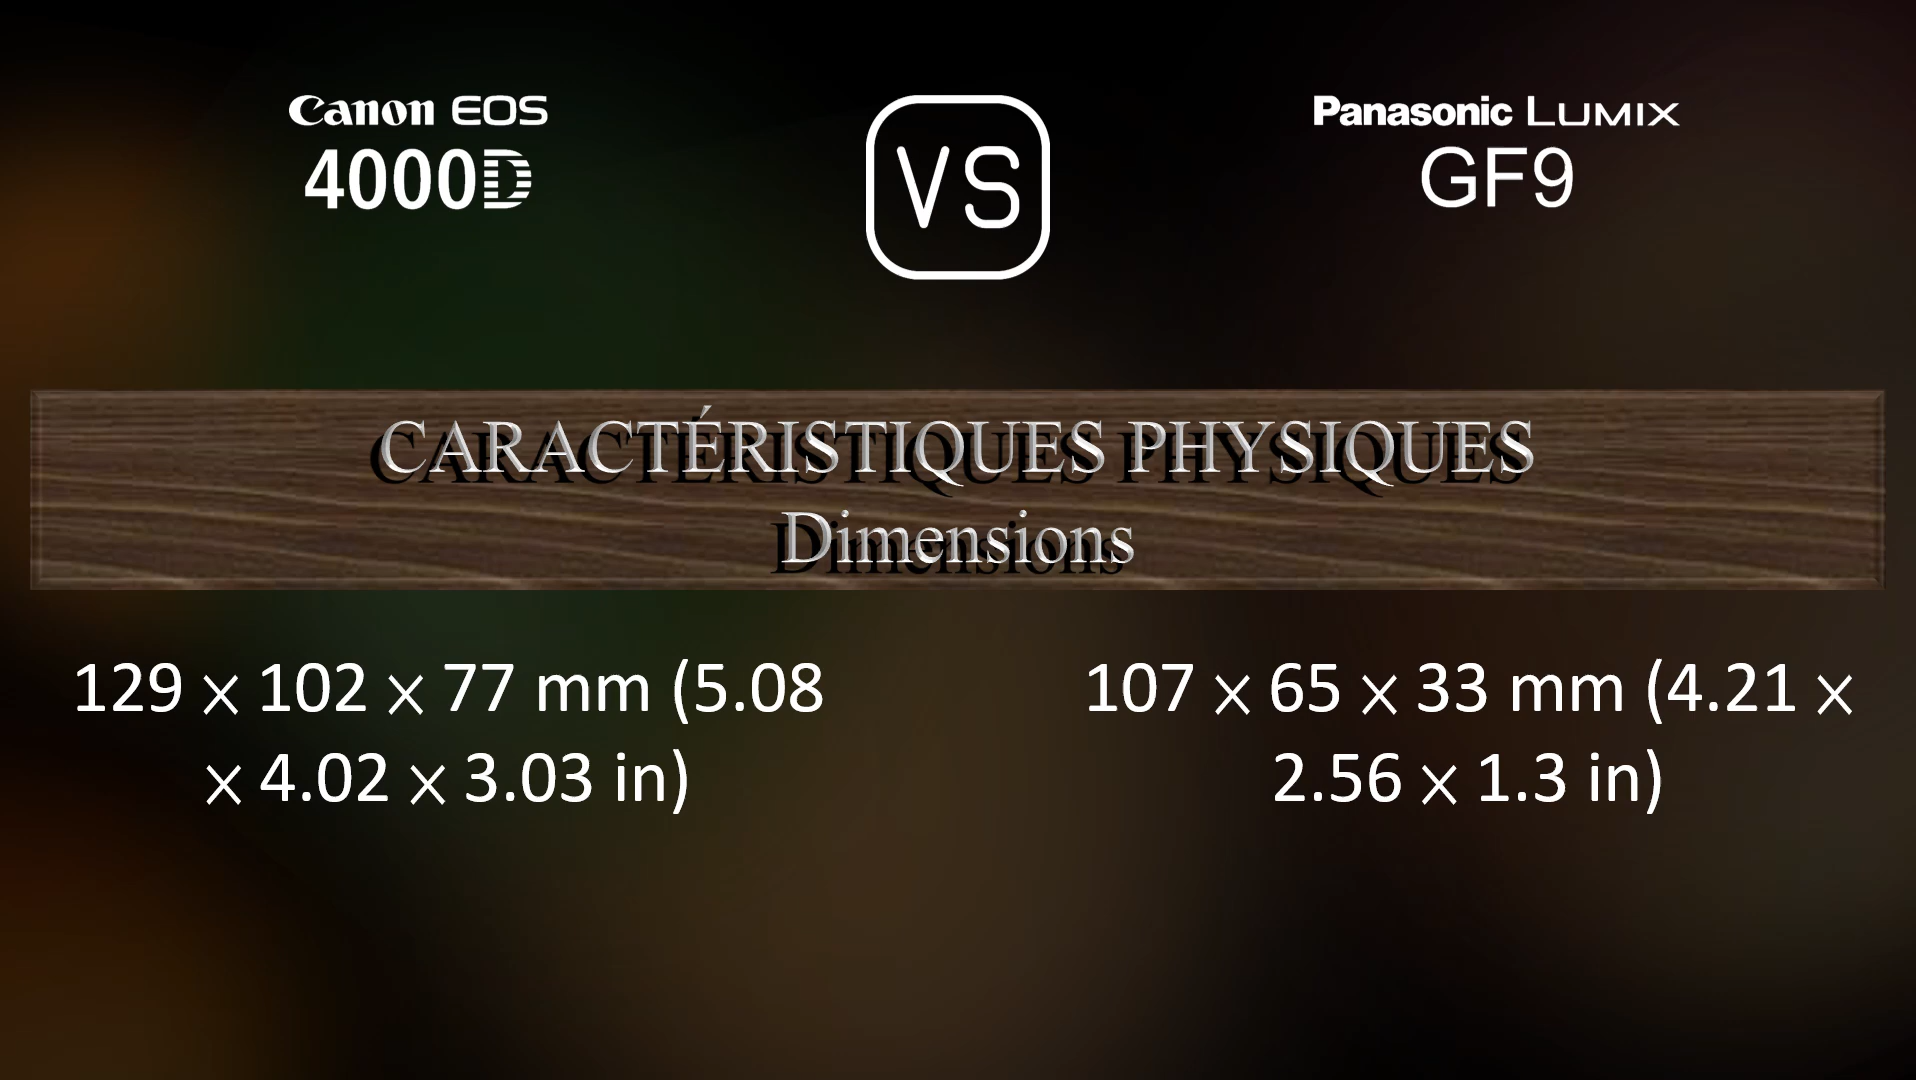 Canon EOS
4000D
VS
Panasonic LUMIX
GF9
CARACTÉRISTIQUES PHYSIQUES
Dimensions
129 x 102 x 77 mm (5.08
x 4.02 x 3.03 in)
107 x 65 x 33 mm (4.21 x
2.56 x 1.3 in)